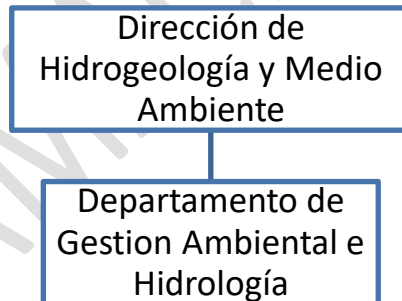 Dirección de
Hidrogeología y Medio
Ambiente
Departamento de
Gestion Ambiental e
Hidrología